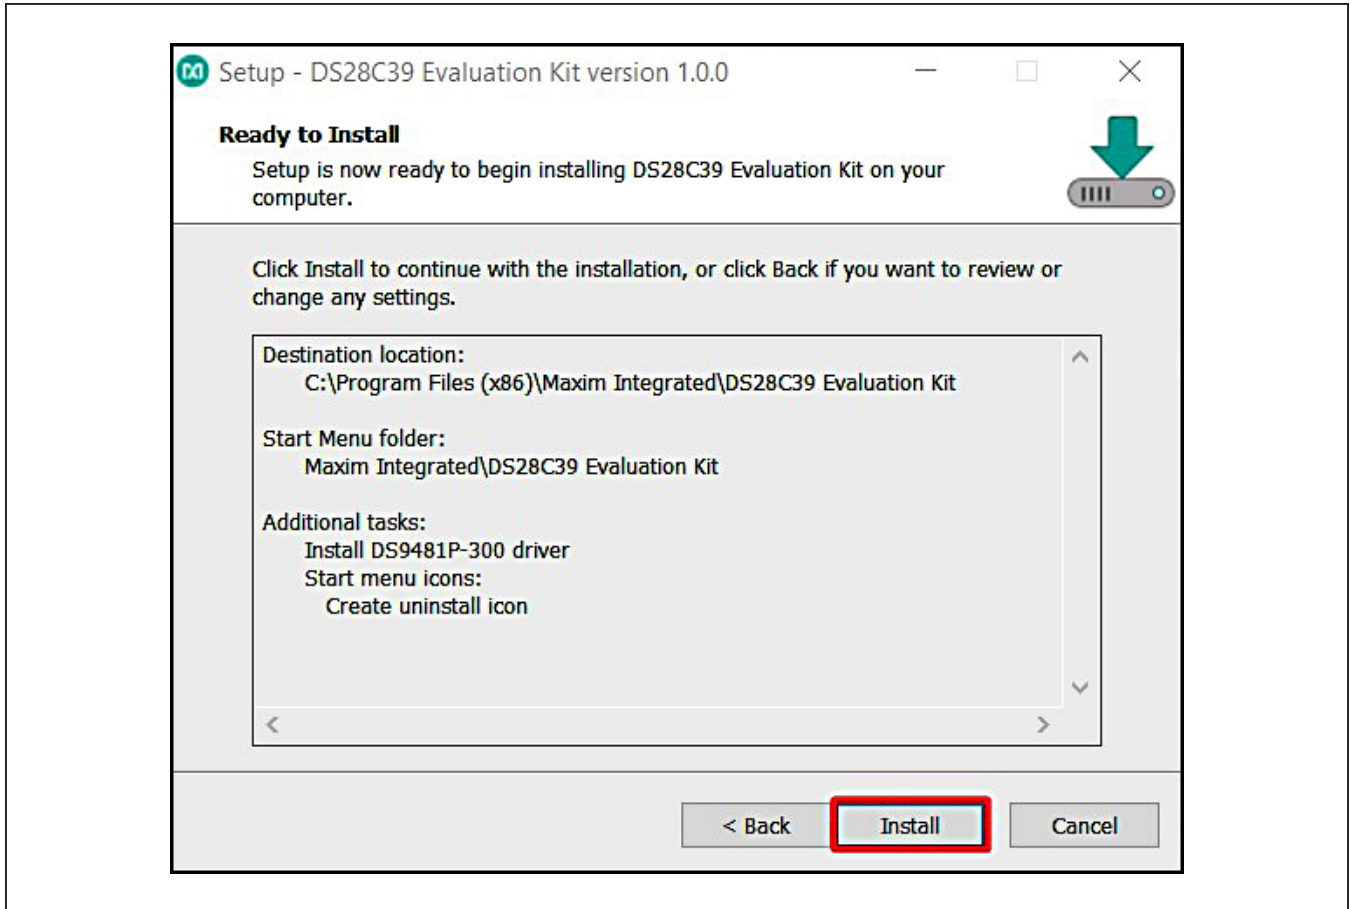 Setup - DS28C39 Evaluation Kit version 1.0.0
Ready to Install
Setup is now ready to begin installing DS28C39 Evaluation Kit on your
computer.
Click Install to continue with the installation, or click Back if you want to review or
change any settings.
Destination location:
C:\Program Files (x86)\Maxim Integrated\DS28C39 Evaluation Kit
Start Menu folder:
Maxim Integrated\DS28C39 Evaluation Kit
Additional tasks:
Install DS9481P-300 driver
Start menu icons:
Create uninstall icon
< Back Install Cancel